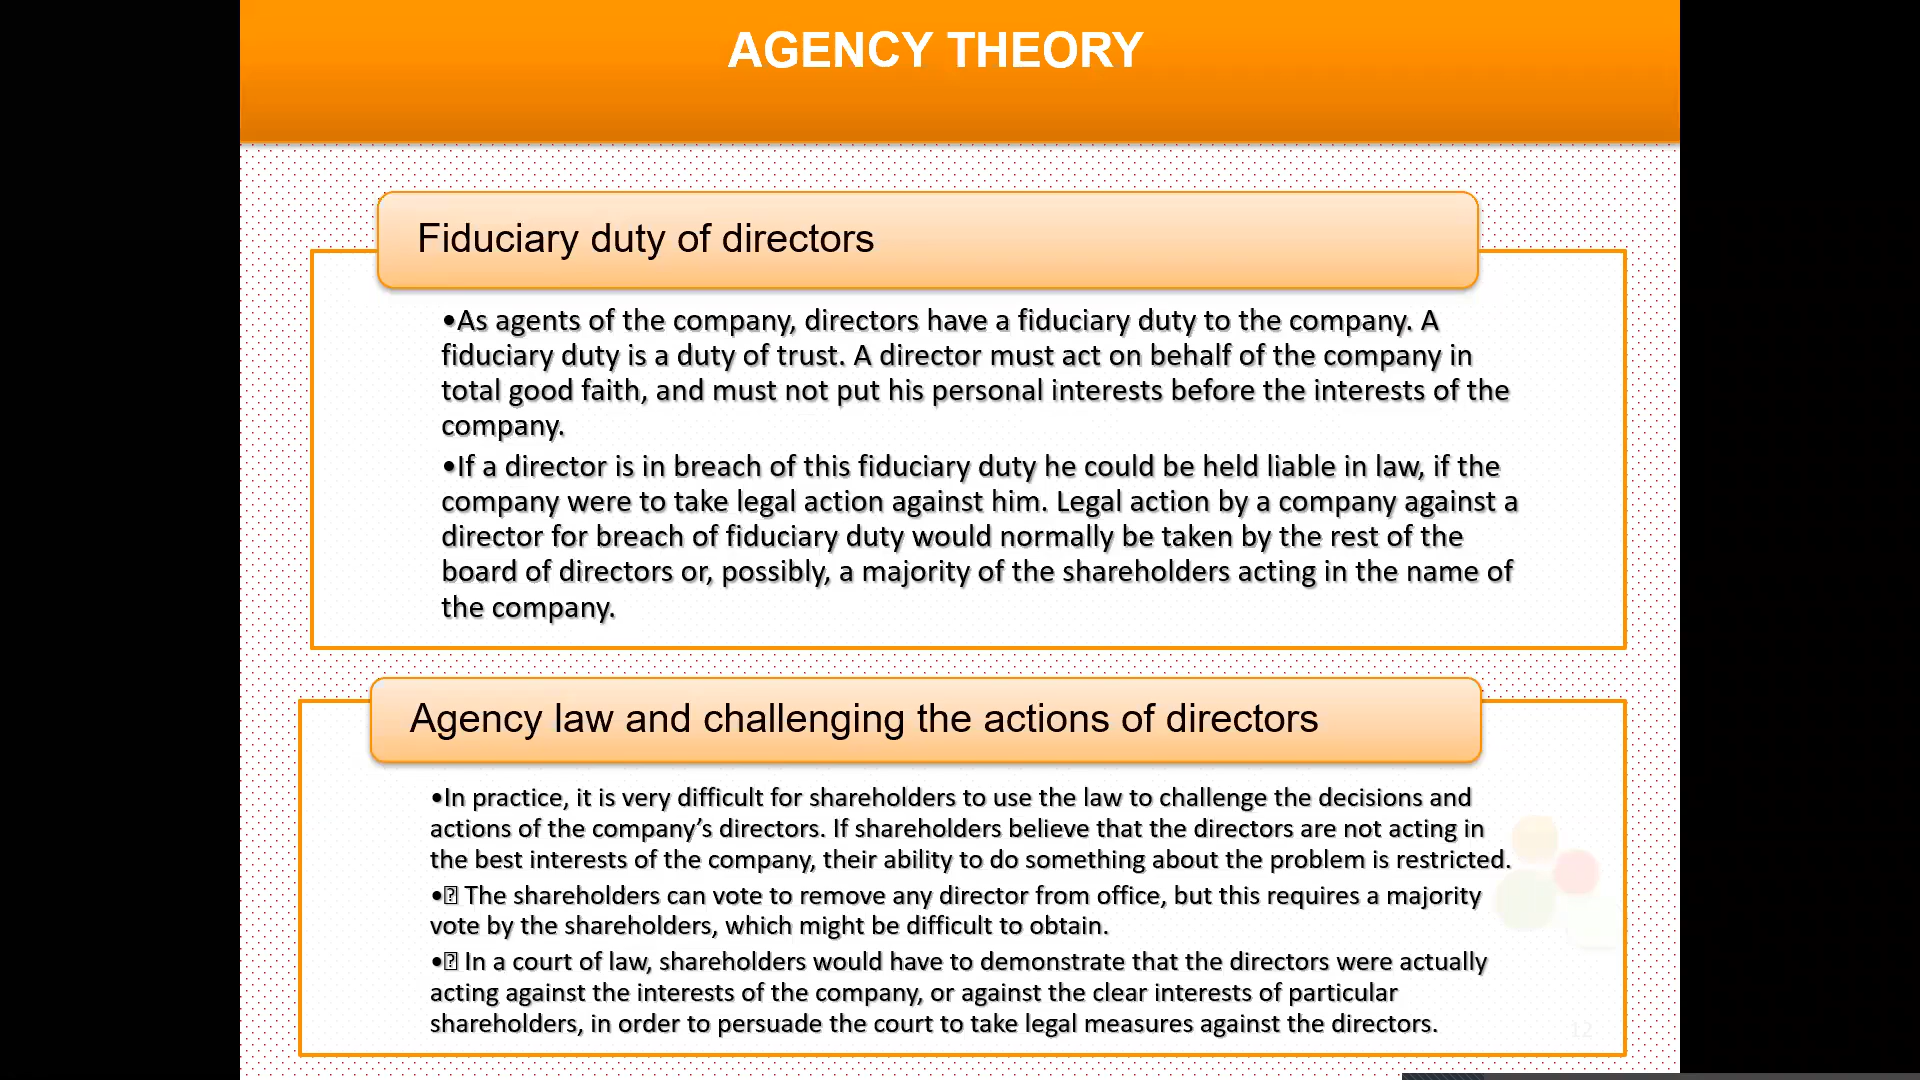 AGENCY THEORY
Fiduciary duty of directors
•As agents of the company, directors have a fiduciary duty to the company. A
fiduciary duty is a duty of trust. A director must act on behalf of the company in
total good faith, and must not put his personal interests before the interests of the
company.
•If a director is in breach of this fiduciary duty he could be held liable in law, if the
company were to take legal action against him. Legal action by a company against a
director for breach of fiduciary duty would normally be taken by the rest of the
board of directors or, possibly, a majority of the shareholders acting in the name of
the company.
Agency law and challenging the actions of directors
•In practice, it is very difficult for shareholders to use the law to challenge the decisions and
actions of the company’s directors. If shareholders believe that the directors are not acting in
the best interests of the company, their ability to do something about the problem is restricted.
•⍰ The shareholders can vote to remove any director from office, but this requires a majority
vote by the shareholders, which might be difficult to obtain.
•⍰ In a court of law, shareholders would have to demonstrate that the directors were actually
acting against the interests of the company, or against the clear interests of particular
shareholders, in order to persuade the court to take legal measures against the directors.
12